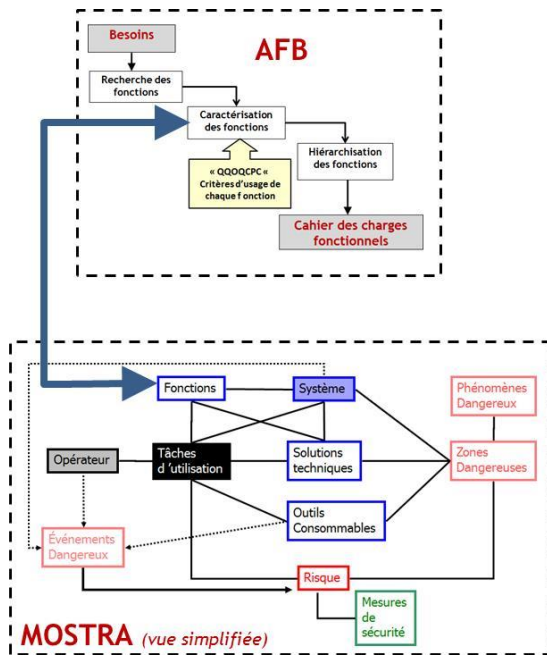 Besoins
AFB
Recherche des
fonctions
Caractérisation
des fonctions
« QQOQCPC «
Critères d'usage de
chaque fonction
Hiérarchisation
des fonctions
Cahier des charges
fonctionnels
Fonctions
Système
Phénomènes
Dangereux
Opérateur
Tâches
d 'utilisation
Solutions
techniques
Zones
Dangereuses
Outils
Consommables
Événements
Dangereux
Risque
Mesures
de
sécurité
MOSTRA (vue simplifiée)